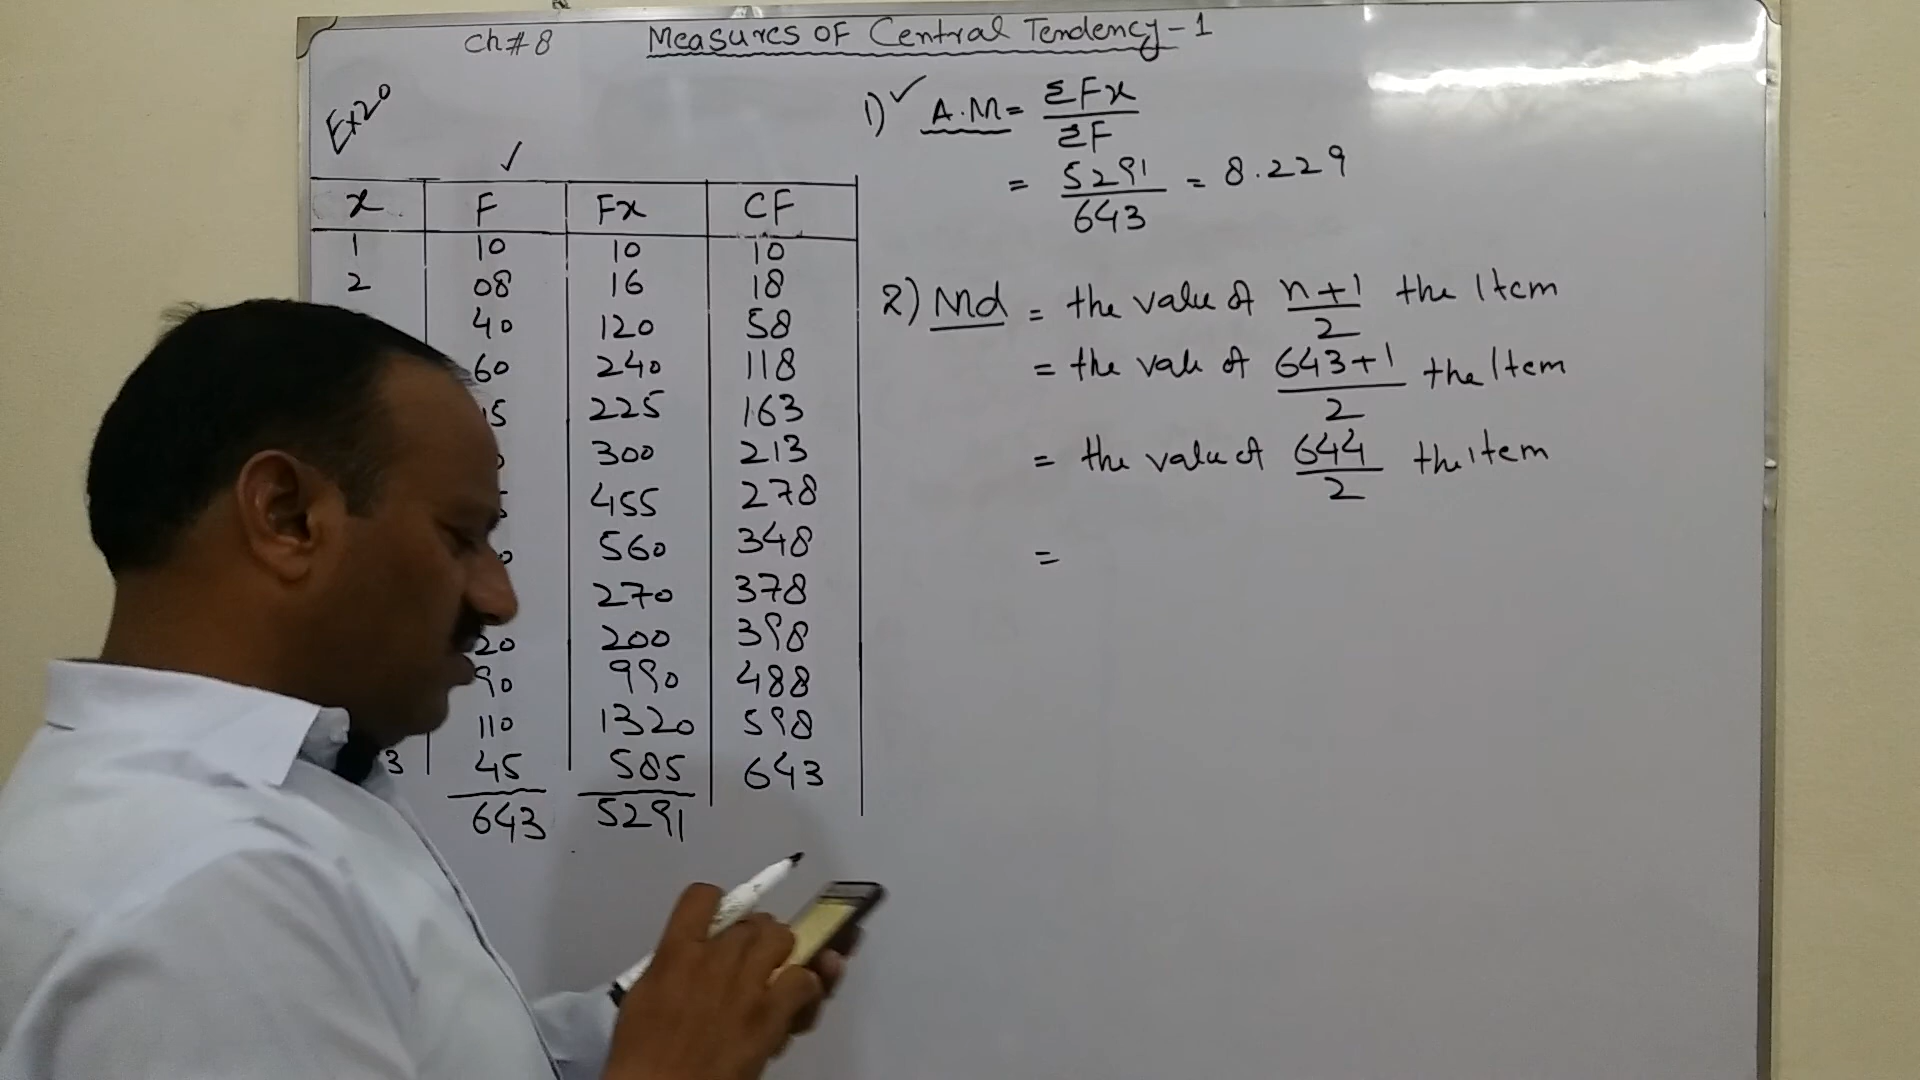 Ch # 8 Measures OF Central Tendency - 1
Ex20
x F Fx CF
1 10 10 10
2 08 16 18
40 120 58
60 240 118
5 225 163
300 213
455 278
560 348
270 378
20 200 398
90 990 488
110 1320 598
3 45 585 643
643 5291
1) ✓ A.M = ΣFx
ΣF
= 5291 = 8.229
643
2) Md = the value of n+1 the Item
2
= the valu of 643+1 the Item
2
= the value of 644 the Item
2
=